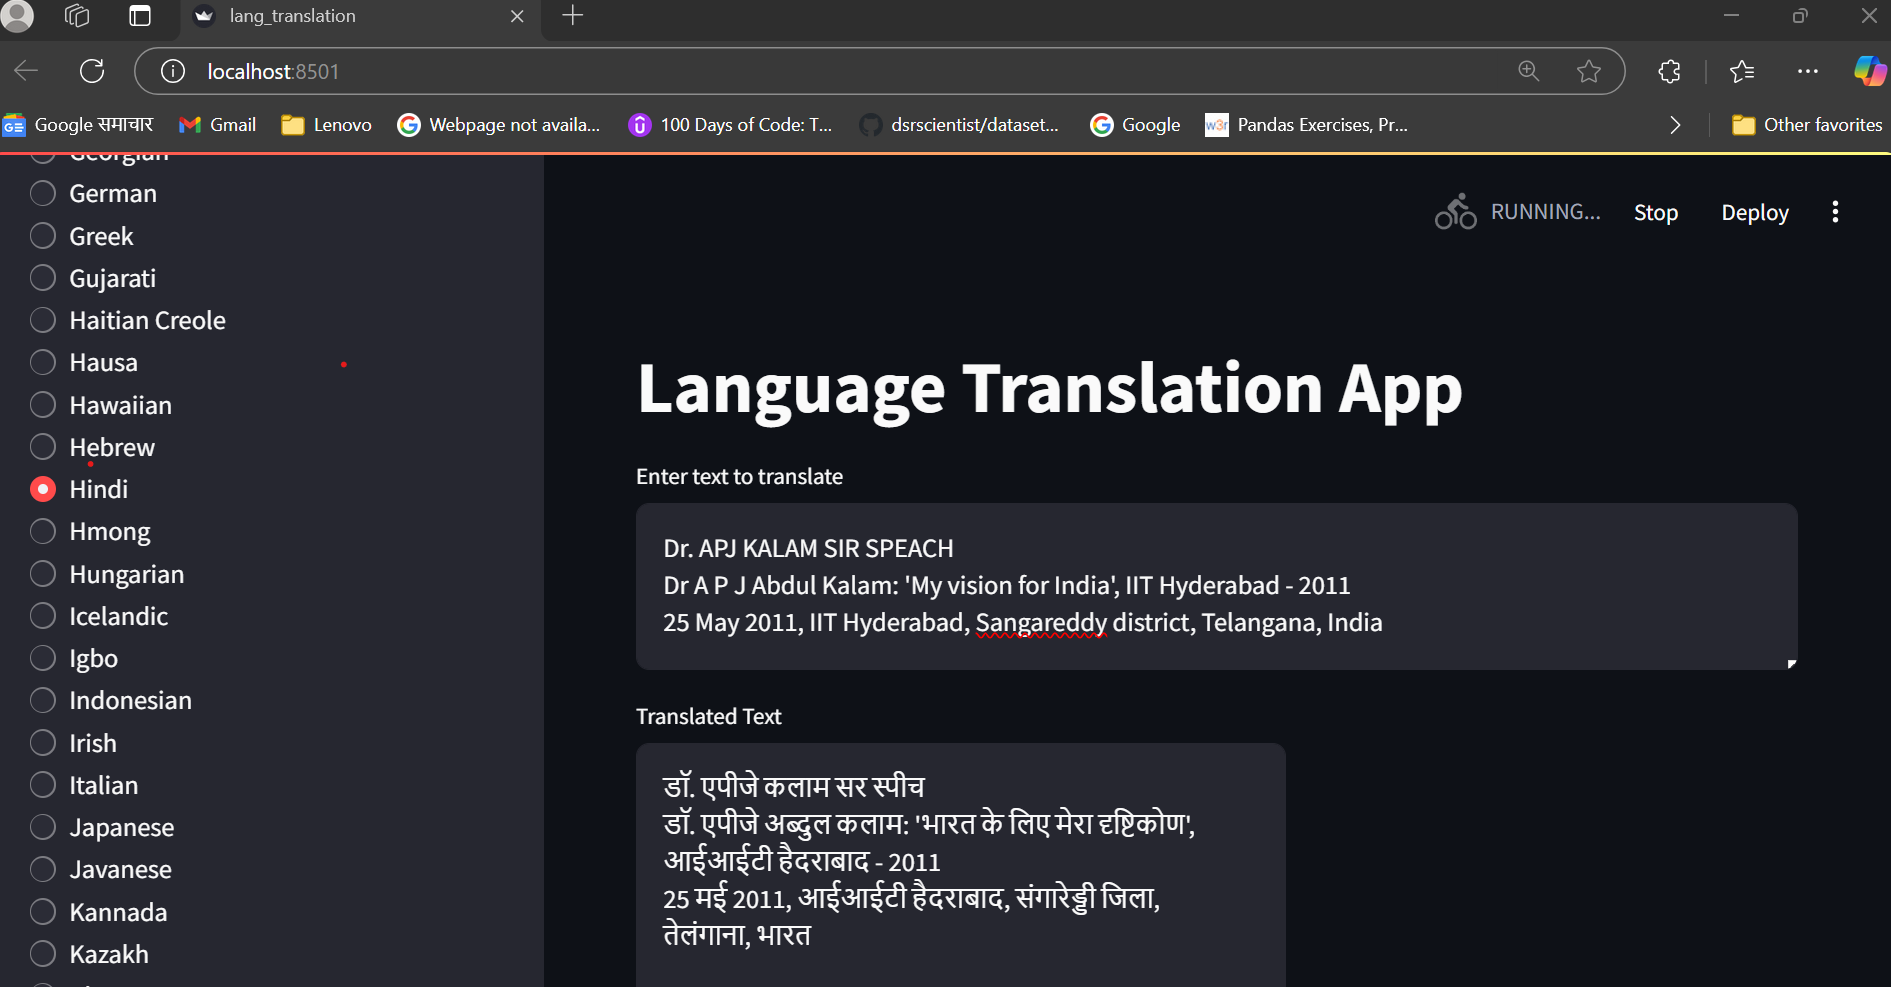 lang_translation
localhost:8501
Google समाचार
Gmail
Lenovo
Webpage not availa...
100 Days of Code: T...
dsrscientist/dataset...
Google
w3r
Pandas Exercises, Pr...
Other favorites
Georgian
German
Greek
Gujarati
Haitian Creole
Hausa
Hawaiian
Hebrew
Hindi
Hmong
Hungarian
Icelandic
Igbo
Indonesian
Irish
Italian
Japanese
Javanese
Kannada
Kazakh
RUNNING...
Stop
Deploy
Language Translation App
Enter text to translate
Dr. APJ KALAM SIR SPEACH
Dr A P J Abdul Kalam: 'My vision for India', IIT Hyderabad - 2011
25 May 2011, IIT Hyderabad, Sangareddy district, Telangana, India
Translated Text
डॉ. एपीजे कलाम सर स्पीच
डॉ. एपीजे अब्दुल कलाम: 'भारत के लिए मेरा दृष्टिकोण',
आईआईटी हैदराबाद - 2011
25 मई 2011, आईआईटी हैदराबाद, संगारेड्डी जिला,
तेलंगाना, भारत